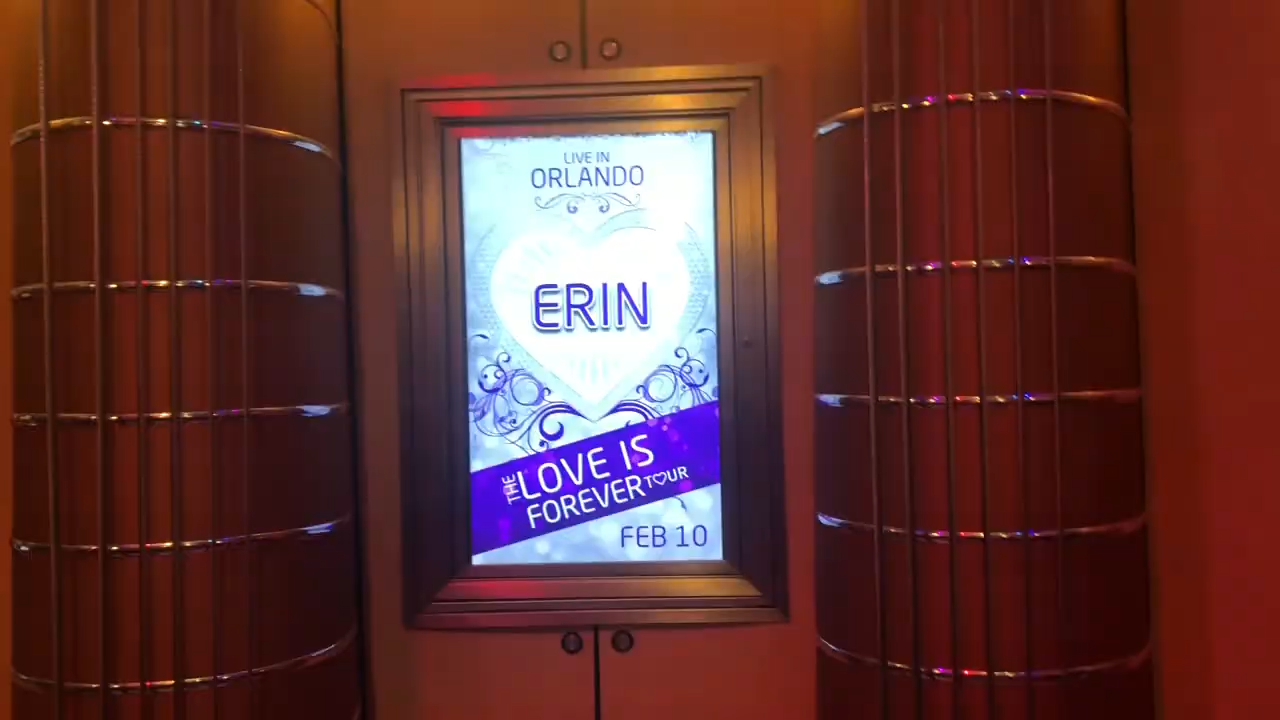 LIVE IN
ORLANDO
ERIN
THE LOVE IS
FOREVER TOUR
FEB 10